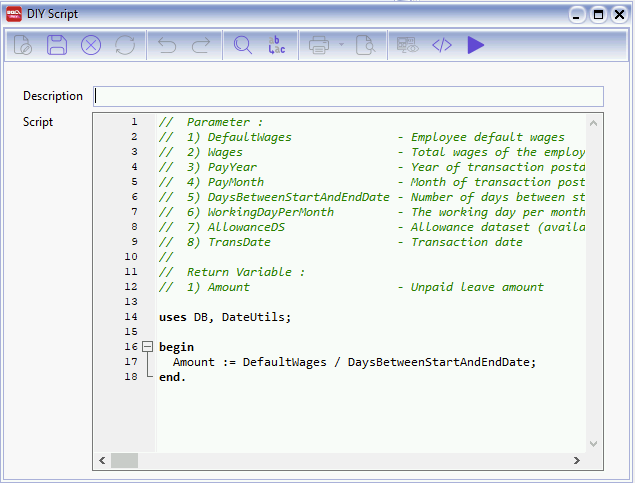 DIY Script
Description
Script
1 //  Parameter :
2 //  1) DefaultWages               - Employee default wages
3 //  2) Wages                      - Total wages of the employ
4 //  3) PayYear                    - Year of transaction posta
5 //  4) PayMonth                   - Month of transaction post
6 //  5) DaysBetweenStartAndEndDate - Number of days between st
7 //  6) WorkingDayPerMonth         - The working day per month
8 //  7) AllowanceDS                - Allowance dataset (availa
9 //  8) TransDate                  - Transaction date
10 //
11 //  Return Variable :
12 //  1) Amount                     - Unpaid leave amount
13
14 uses DB, DateUtils;
15
16 begin
17   Amount := DefaultWages / DaysBetweenStartAndEndDate;
18 end.